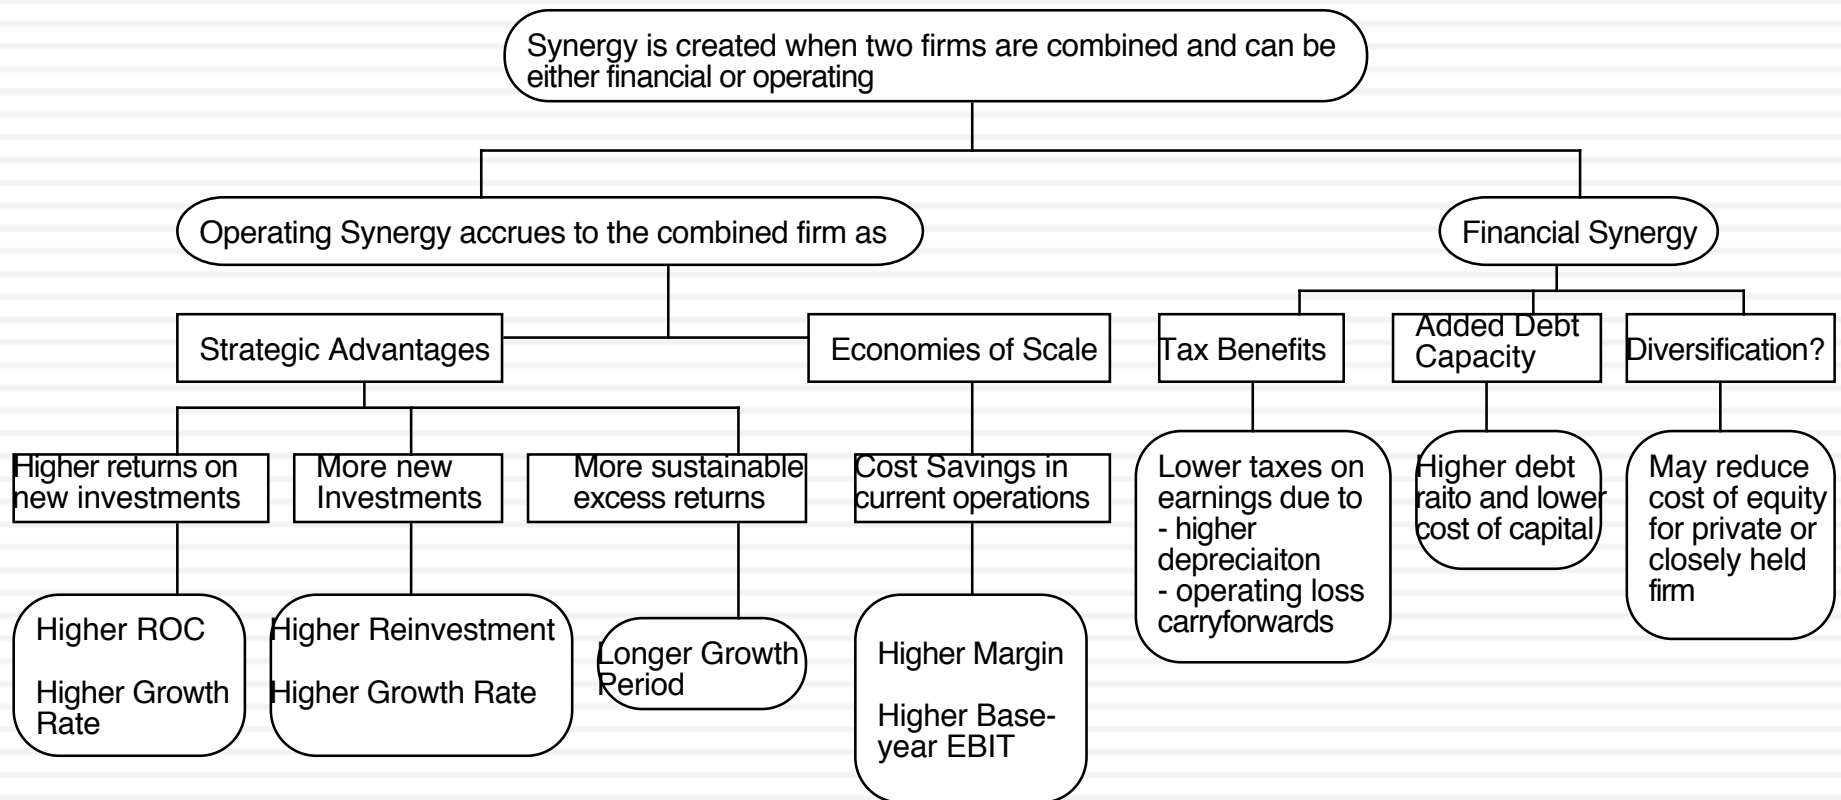 Synergy is created when two firms are combined and can be
either financial or operating
Operating Synergy accrues to the combined firm as
Financial Synergy
Strategic Advantages
Economies of Scale
Tax Benefits
Added Debt
Capacity
Diversification?
Higher returns on
new investments
More new
Investments
More sustainable
excess returns
Cost Savings in
current operations
Lower taxes on
earnings due to
- higher
depreciaiton
- operating loss
carryforwards
Higher debt
raito and lower
cost of capital
May reduce
cost of equity
for private or
closely held
firm
Higher ROC
Higher Growth
Rate
Higher Reinvestment
Higher Growth Rate
Longer Growth
Period
Higher Margin
Higher Base-
year EBIT